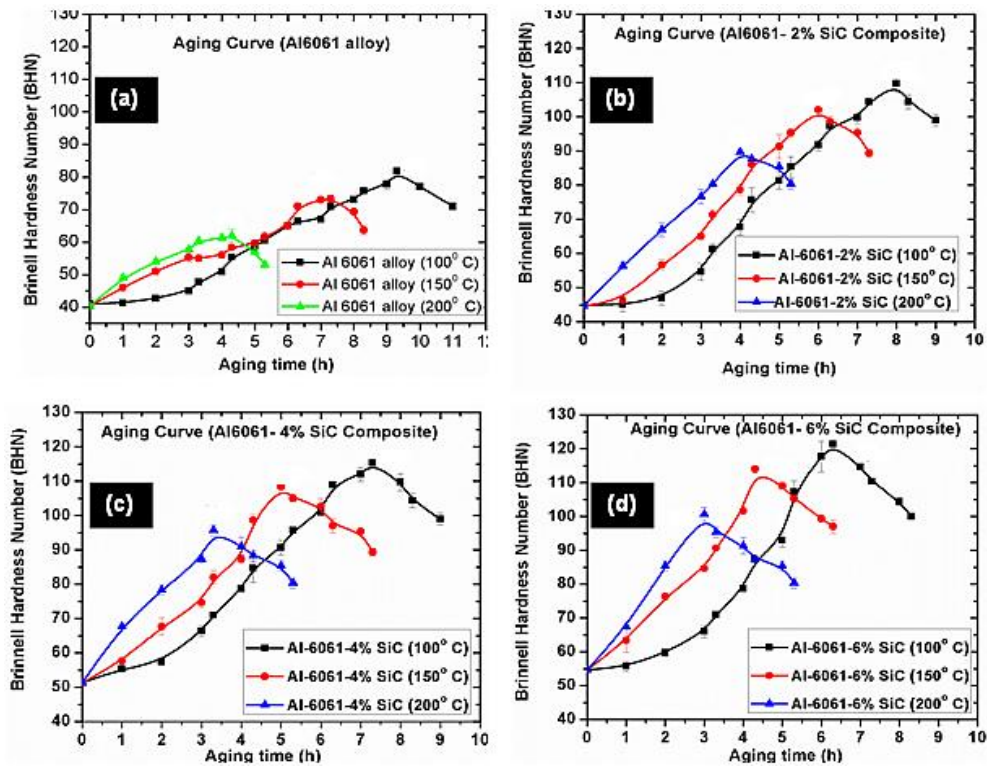 Aging Curve (Al6061 alloy)
(a)
Brinnell Hardness Number (BHN)
130
120
110
100
90
80
70
60
50
40
30
Al 6061 alloy (100° C)
Al 6061 alloy (150° C)
Al 6061 alloy (200° C)
0 1 2 3 4 5 6 7 8 9 10 11 12
Aging time (h)
Aging Curve (Al6061- 2% SiC Composite)
(b)
Brinnell Hardness Number (BHN)
130
120
110
100
90
80
70
60
50
40
Al-6061-2% SiC (100° C)
Al-6061-2% SiC (150° C)
Al-6061-2% SiC (200° C)
0 1 2 3 4 5 6 7 8 9 10
Aging time (h)
Aging Curve (Al6061- 4% SiC Composite)
(c)
Brinnell Hardness Number (BHN)
130
120
110
100
90
80
70
60
50
40
Al-6061-4% SiC (100° C)
Al-6061-4% SiC (150° C)
Al-6061-4% SiC (200° C)
0 1 2 3 4 5 6 7 8 9 10
Aging time (h)
Aging Curve (Al6061- 6% SiC Composite)
(d)
Brinnell Hardness Number (BHN)
130
120
110
100
90
80
70
60
50
40
Al-6061-6% SiC (100° C)
Al-6061-6% SiC (150° C)
Al-6061-6% SiC (200° C)
0 1 2 3 4 5 6 7 8 9 10
Aging time (h)